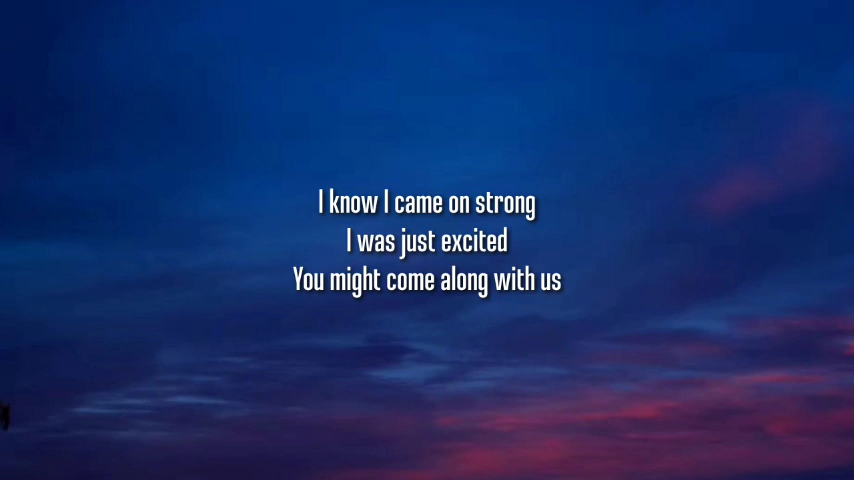 I know I came on strong
I was just excited
You might come along with us